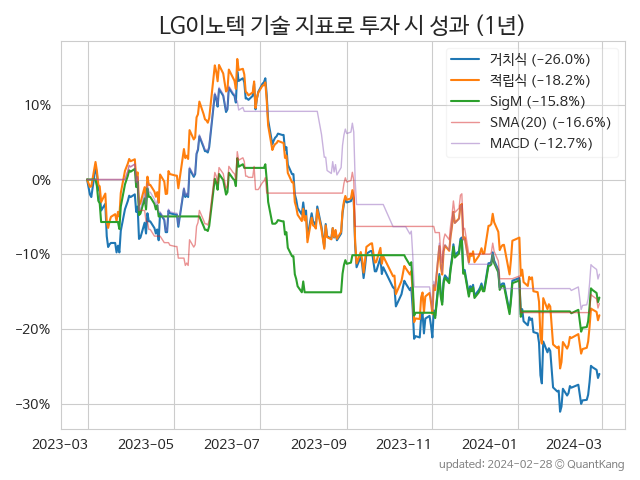 LG이노텍 기술 지표로 투자 시 성과 (1년)
거치식 (−26.0%)
적립식 (−18.2%)
SigM (−15.8%)
SMA(20) (−16.6%)
MACD (−12.7%)
10%
0%
−10%
−20%
−30%
2023−03 2023−05 2023−07 2023−09 2023−11 2024−01 2024−03
updated: 2024−02−28 © QuantKang